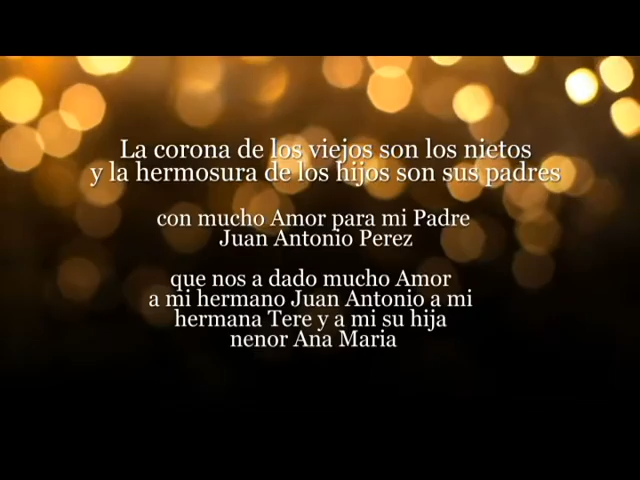 La corona de los viejos son los nietos
y la hermosura de los hijos son sus padres
con mucho Amor para mi Padre
Juan Antonio Perez
que nos a dado mucho Amor
a mi hermano Juan Antonio a mi
hermana Tere y a mi su hija
nenor Ana Maria